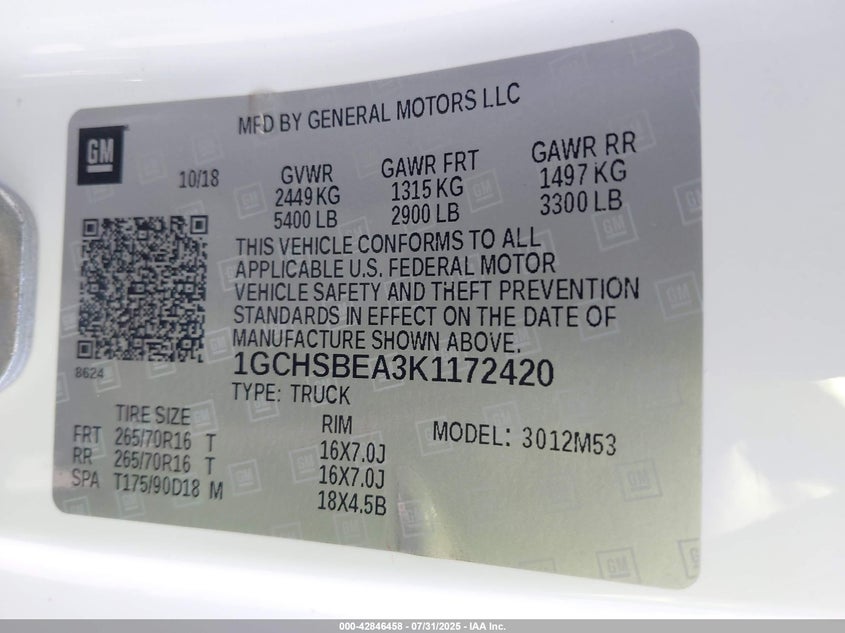 MFD BY GENERAL MOTORS LLC
GM
10/18
GVWR GAWR FRT GAWR RR
2449 KG 1315 KG 1497 KG
5400 LB 2900 LB 3300 LB
THIS VEHICLE CONFORMS TO ALL
APPLICABLE U.S. FEDERAL MOTOR
VEHICLE SAFETY AND THEFT PREVENTION
STANDARDS IN EFFECT ON THE DATE OF
MANUFACTURE SHOWN ABOVE.
8624
1GCHSBEA3K1172420
TYPE: TRUCK
TIRE SIZE RIM MODEL: 3012M53
FRT 265/70R16 T 16X7.0J
RR 265/70R16 T 16X7.0J
SPA T175/90D18 M 18X4.5B
000-42846458 - 07/31/2025 - IAA Inc.